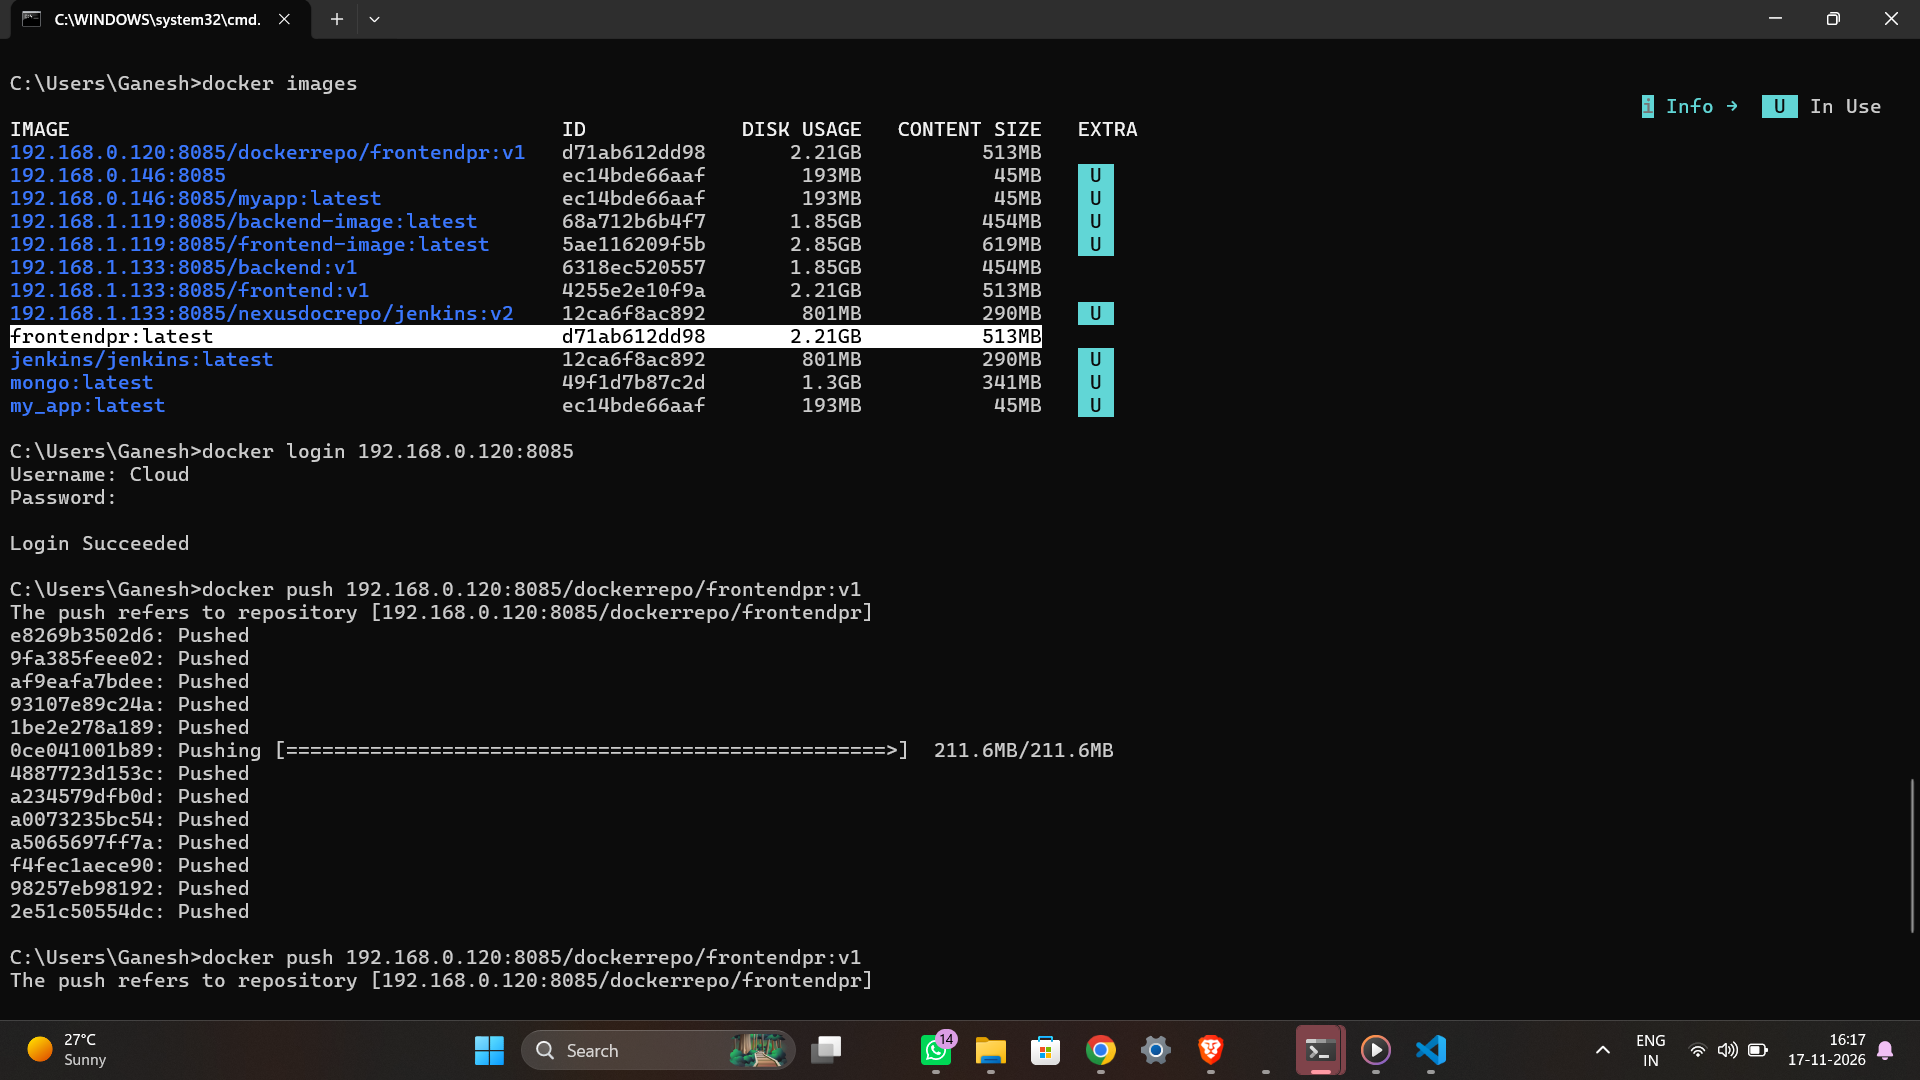 C:\WINDOWS\system32\cmd.
C:\Users\Ganesh>docker images
i Info → U In Use
IMAGE ID DISK USAGE CONTENT SIZE EXTRA
192.168.0.120:8085/dockerrepo/frontendpr:v1 d71ab612dd98 2.21GB 513MB
192.168.0.146:8085 ec14bde66aaf 193MB 45MB U
192.168.0.146:8085/myapp:latest ec14bde66aaf 193MB 45MB U
192.168.1.119:8085/backend-image:latest 68a712b6b4f7 1.85GB 454MB U
192.168.1.119:8085/frontend-image:latest 5ae116209f5b 2.85GB 619MB U
192.168.1.133:8085/backend:v1 6318ec520557 1.85GB 454MB
192.168.1.133:8085/frontend:v1 4255e2e10f9a 2.21GB 513MB
192.168.1.133:8085/nexusdocrepo/jenkins:v2 12ca6f8ac892 801MB 290MB U
frontendpr:latest d71ab612dd98 2.21GB 513MB
jenkins/jenkins:latest 12ca6f8ac892 801MB 290MB U
mongo:latest 49f1d7b87c2d 1.3GB 341MB U
my_app:latest ec14bde66aaf 193MB 45MB U
C:\Users\Ganesh>docker login 192.168.0.120:8085
Username: Cloud
Password:
Login Succeeded
C:\Users\Ganesh>docker push 192.168.0.120:8085/dockerrepo/frontendpr:v1
The push refers to repository [192.168.0.120:8085/dockerrepo/frontendpr]
e8269b3502d6: Pushed
9fa385feee02: Pushed
af9eafa7bdee: Pushed
93107e89c24a: Pushed
1be2e278a189: Pushed
0ce041001b89: Pushing [==================================================>] 211.6MB/211.6MB
4887723d153c: Pushed
a234579dfb0d: Pushed
a0073235bc54: Pushed
a5065697ff7a: Pushed
f4fec1aece90: Pushed
98257eb98192: Pushed
2e51c50554dc: Pushed
C:\Users\Ganesh>docker push 192.168.0.120:8085/dockerrepo/frontendpr:v1
The push refers to repository [192.168.0.120:8085/dockerrepo/frontendpr]
27°C
Sunny
Search
14
ENG
IN
16:17
17-11-2026